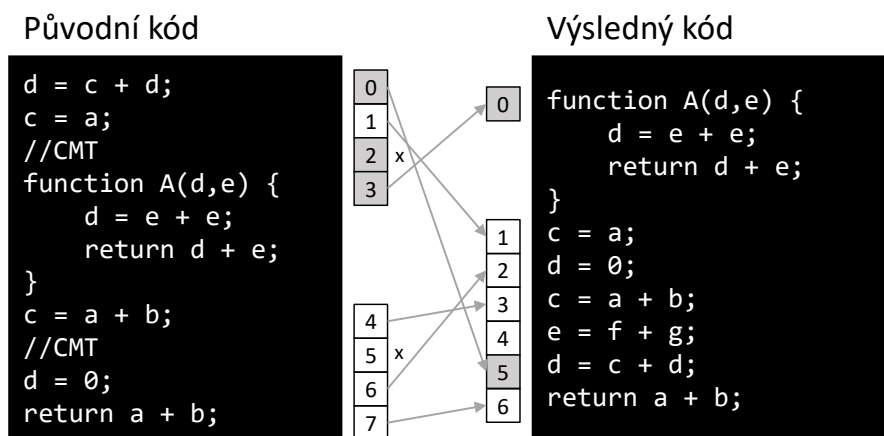 Původní kód
Výsledný kód
d = c + d;
c = a;
//CMT
function A(d,e) {
    d = e + e;
    return d + e;
}
c = a + b;
//CMT
d = 0;
return a + b;
0
1
2 x
3
4
5 x
6
7
0
1
2
3
4
5
6
function A(d,e) {
    d = e + e;
    return d + e;
}
c = a;
d = 0;
c = a + b;
e = f + g;
d = c + d;
return a + b;